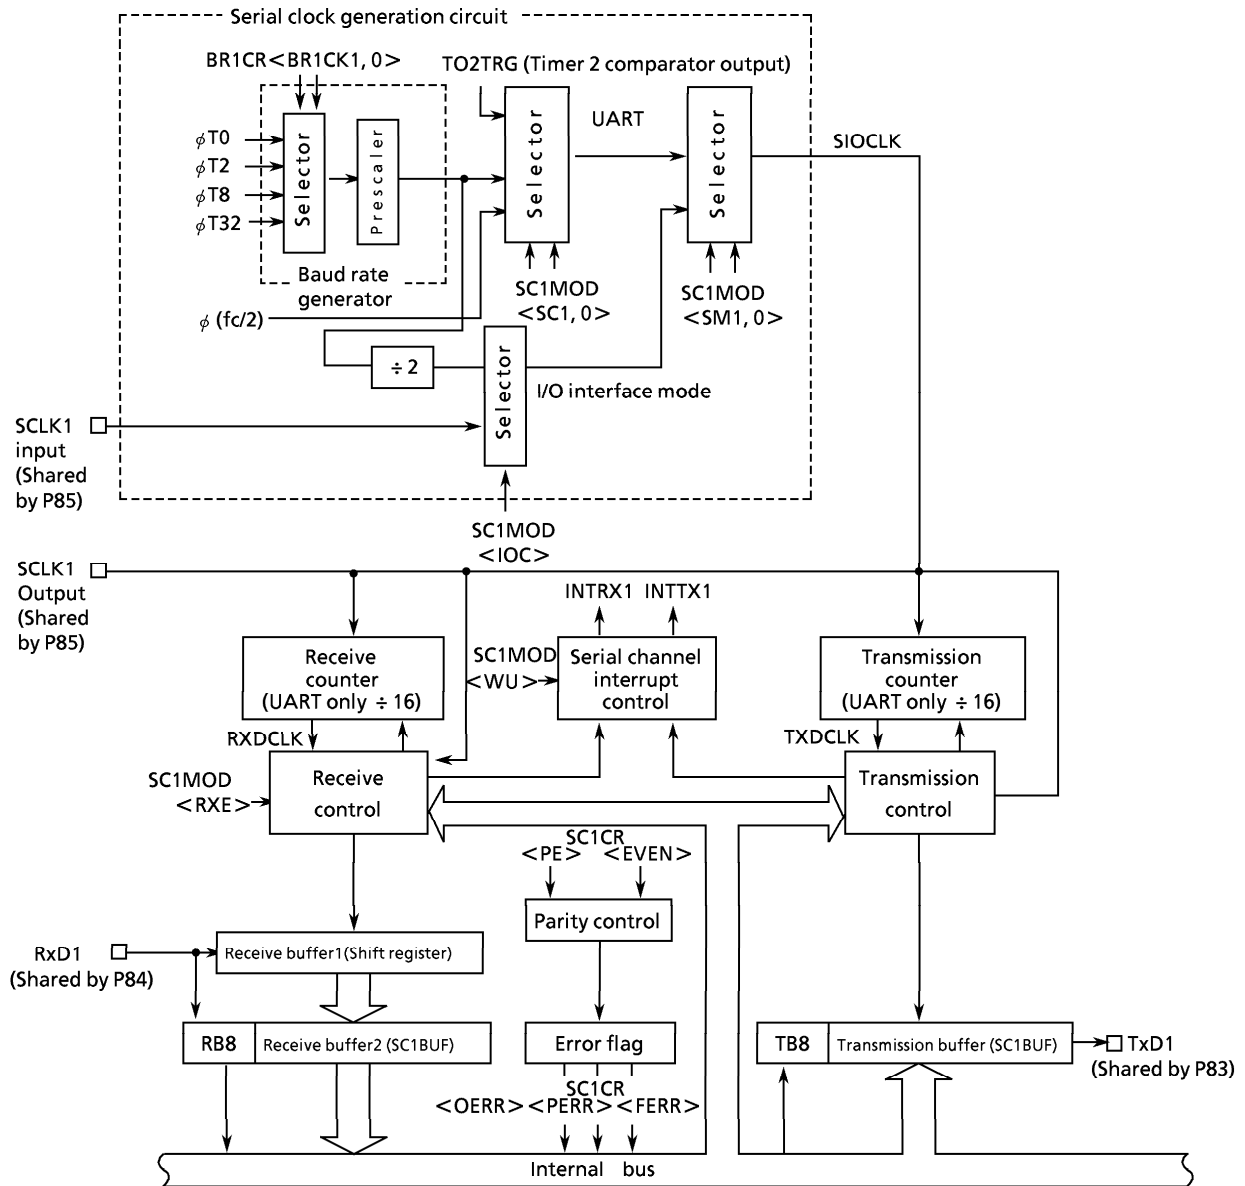 Serial clock generation circuit
BR1CR<BR1CK1, 0>
TO2TRG (Timer 2 comparator output)
UART
SIOCLK
φT0
φT2
φT8
φT32
Selector
Prescaler
Selector
Selector
Baud rate
generator
SC1MOD
<SC1, 0>
SC1MOD
<SM1, 0>
φ (fc/2)
÷ 2
Selector
I/O interface mode
SCLK1
input
(Shared
by P85)
SC1MOD
<IOC>
SCLK1
Output
(Shared
by P85)
INTRX1 INTTX1
Receive
counter
(UART only ÷ 16)
SC1MOD
<WU>
Serial channel
interrupt
control
Transmission
counter
(UART only ÷ 16)
RXDCLK
TXDCLK
SC1MOD
<RXE>
Receive
control
Transmission
control
SC1CR
<PE> <EVEN>
Parity control
RxD1
(Shared by P84)
Receive buffer1(Shift register)
RB8
Receive buffer2 (SC1BUF)
Error flag
TB8
Transmission buffer (SC1BUF)
TxD1
(Shared by P83)
SC1CR
<OERR> <PERR> <FERR>
Internal bus